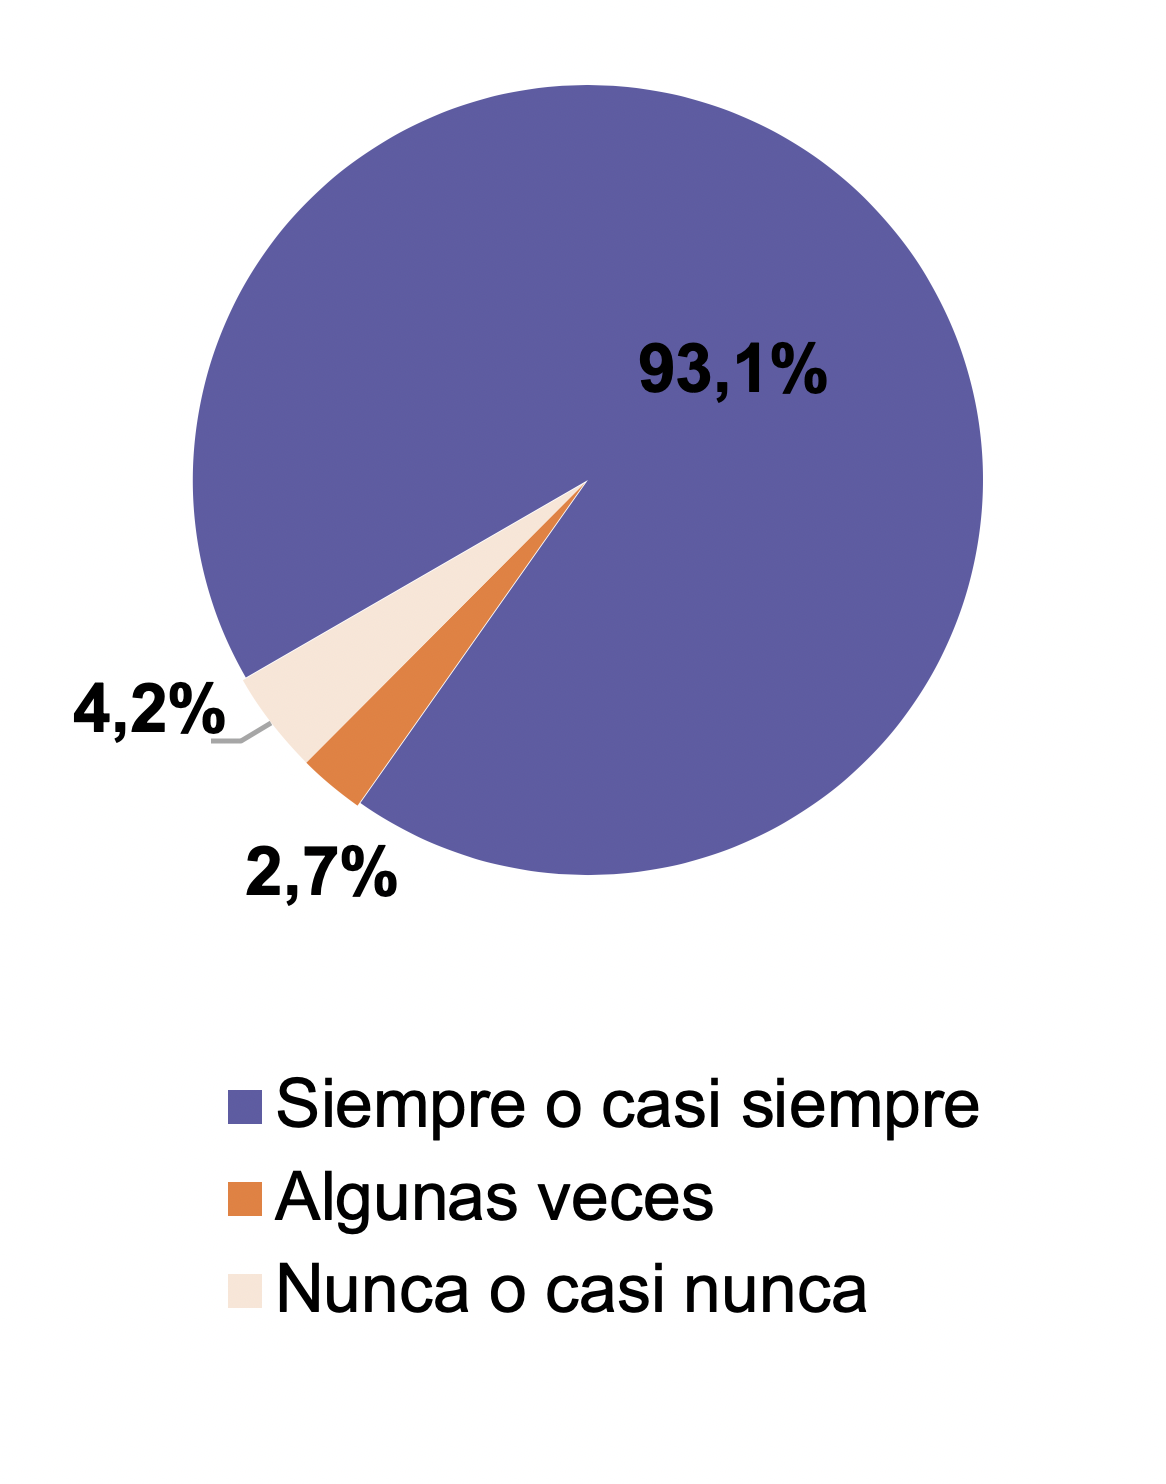 93,1%
4,2%
2,7%
Siempre o casi siempre
Algunas veces
Nunca o casi nunca